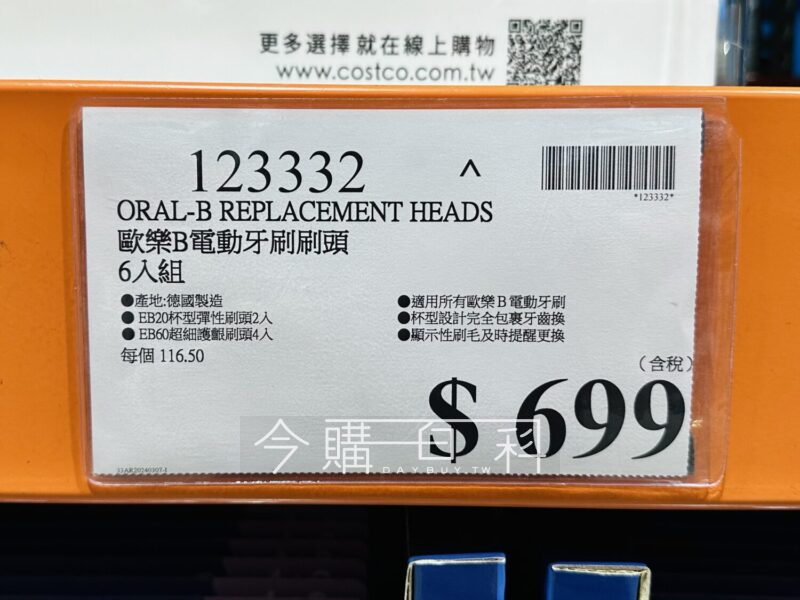 更多選擇就在線上購物
www.costco.com.tw
123332 ^
*123332*
ORAL-B REPLACEMENT HEADS
歐樂B電動牙刷刷頭
6入組
●產地:德國製造
●EB20杯型彈性刷頭2入
●EB60超細護齦刷頭4入
每個 116.50
●適用所有歐樂B電動牙刷
●杯型設計完全包裹牙齒換
●顯示性刷毛及時提醒更換
(含稅)
$ 699
今購百科
DAYBUY.TW